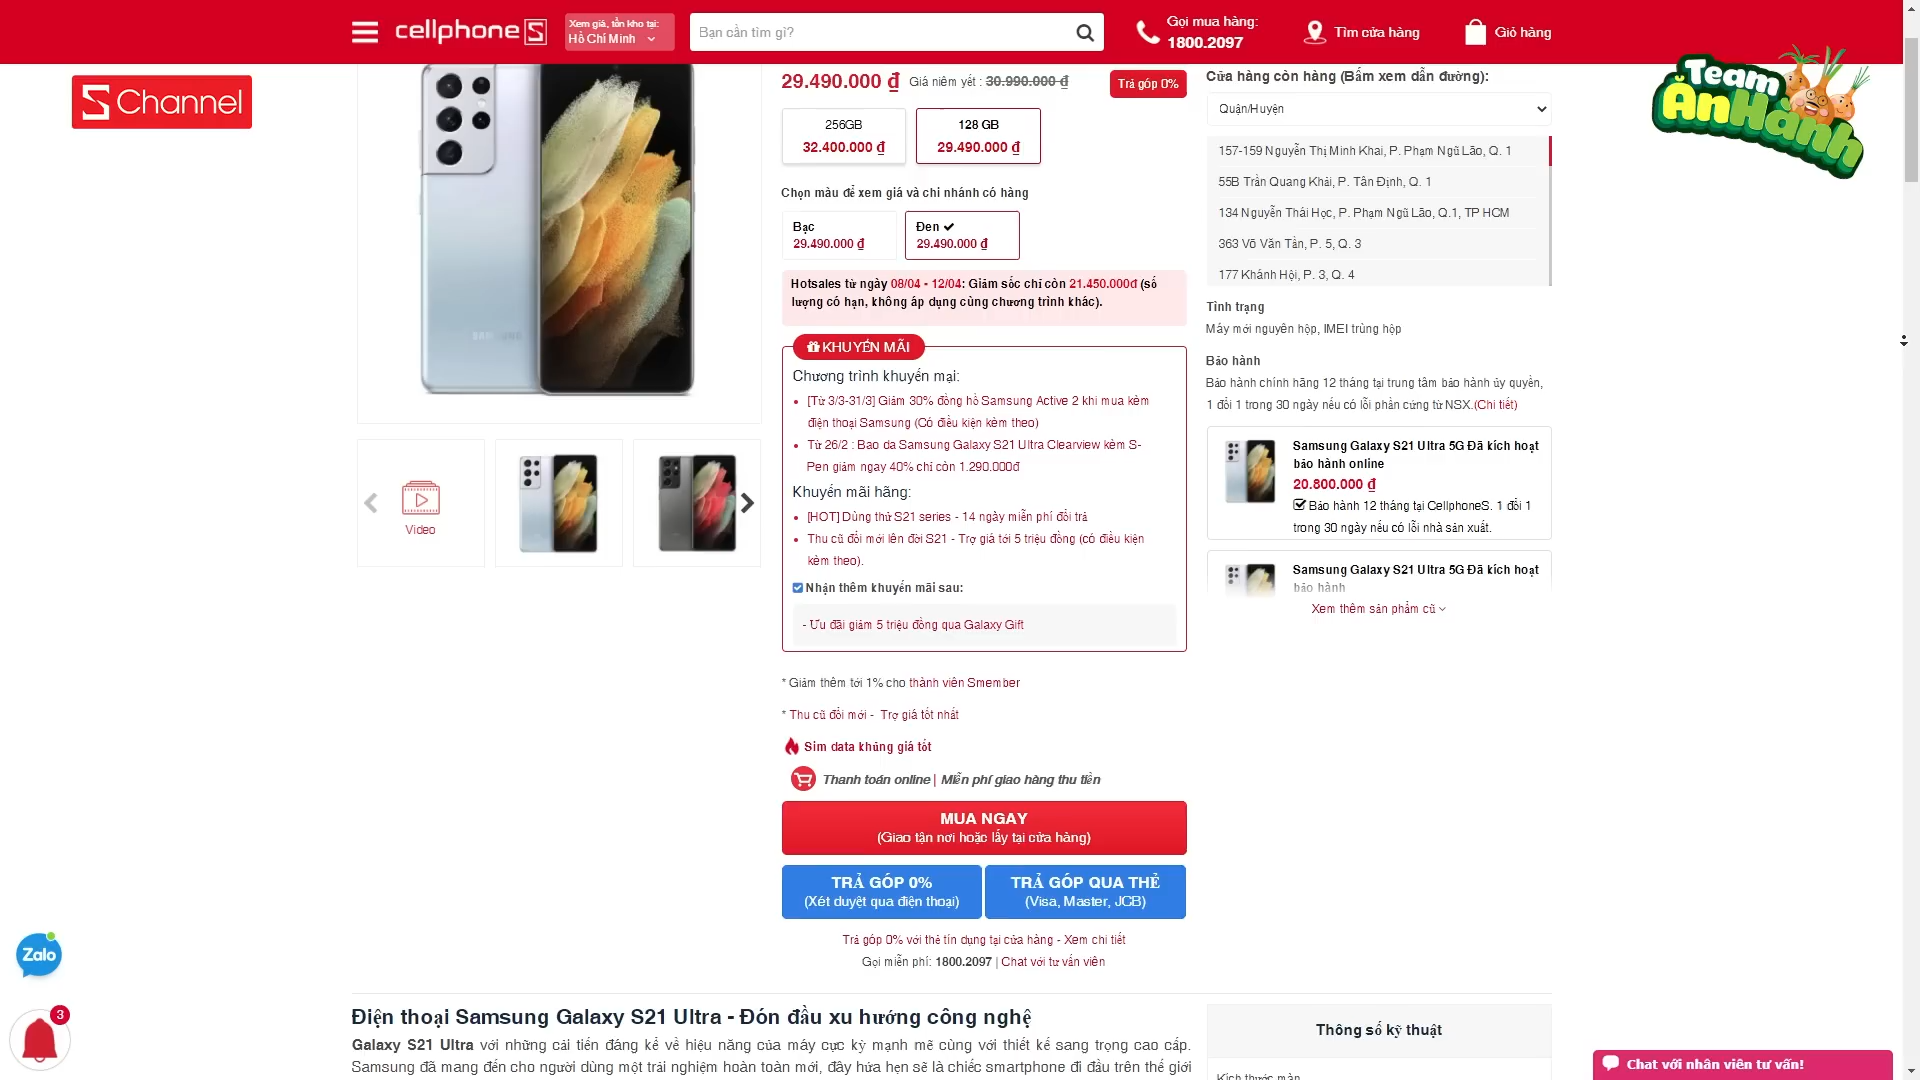 cellphoneS
Xem giá, tồn kho tại:
Hồ Chí Minh
Bạn cần tìm gì?
Gọi mua hàng:
1800.2097
Tìm cửa hàng
Giỏ hàng
S Channel
Team
ĂnHành
29.490.000 ₫ Giá niêm yết : 30.990.000 ₫
Trả góp 0%
256GB
32.400.000 ₫
128 GB
29.490.000 ₫
Chọn màu để xem giá và chi nhánh có hàng
Bạc
29.490.000 ₫
Đen
29.490.000 ₫
Hotsales từ ngày 08/04 - 12/04: Giảm sốc chỉ còn 21.450.000đ (số
lượng có hạn, không áp dụng cùng chương trình khác).
KHUYẾN MÃI
Chương trình khuyến mại:
[Từ 3/3-31/3] Giảm 30% đồng hồ Samsung Active 2 khi mua kèm
điện thoại Samsung (Có điều kiện kèm theo)
Từ 26/2 : Bao da Samsung Galaxy S21 Ultra Clearview kèm S-
Pen giảm ngay 40% chỉ còn 1.290.000đ
Khuyến mãi hãng:
[HOT] Dùng thử S21 series - 14 ngày miễn phí đổi trả
Thu cũ đổi mới lên đời S21 - Trợ giá tới 5 triệu đồng (có điều kiện
kèm theo).
Nhận thêm khuyến mãi sau:
- Ưu đãi giảm 5 triệu đồng qua Galaxy Gift
* Giảm thêm tới 1% cho thành viên Smember
* Thu cũ đổi mới - Trợ giá tốt nhất
Sim data khủng giá tốt
Thanh toán online | Miễn phí giao hàng thu tiền
MUA NGAY
(Giao tận nơi hoặc lấy tại cửa hàng)
TRẢ GÓP 0%
(Xét duyệt qua điện thoại)
TRẢ GÓP QUA THẺ
(Visa, Master, JCB)
Trả góp 0% với thẻ tín dụng tại cửa hàng - Xem chi tiết
Gọi miễn phí: 1800.2097 | Chat với tư vấn viên
Cửa hàng còn hàng (Bấm xem dẫn đường):
Quận/Huyện
157-159 Nguyễn Thị Minh Khai, P. Phạm Ngũ Lão, Q. 1
55B Trần Quang Khải, P. Tân Định, Q. 1
134 Nguyễn Thái Học, P. Phạm Ngũ Lão, Q.1, TP HCM
363 Võ Văn Tần, P. 5, Q. 3
177 Khánh Hội, P. 3, Q. 4
Tình trạng
Máy mới nguyên hộp, IMEI trùng hộp
Bảo hành
Bảo hành chính hãng 12 tháng tại trung tâm bảo hành ủy quyền,
1 đổi 1 trong 30 ngày nếu có lỗi phần cứng từ NSX.(Chi tiết)
Samsung Galaxy S21 Ultra 5G Đã kích hoạt
bảo hành online
20.800.000 ₫
Bảo hành 12 tháng tại CellphoneS. 1 đổi 1
trong 30 ngày nếu có lỗi nhà sản xuất.
Samsung Galaxy S21 Ultra 5G Đã kích hoạt
bảo hành
Xem thêm sản phẩm cũ
SAMSUNG
Video
Zalo
3
Điện thoại Samsung Galaxy S21 Ultra - Đón đầu xu hướng công nghệ
Galaxy S21 Ultra với những cải tiến đáng kể về hiệu năng của máy cực kỳ mạnh mẽ cùng với thiết kế sang trọng cao cấp.
Samsung đã mang đến cho người dùng một trải nghiệm hoàn toàn mới, đây hứa hẹn sẽ là chiếc smartphone đi đầu trên thế giới
Thông số kỹ thuật
Kích thước màn
Chat với nhân viên tư vấn!